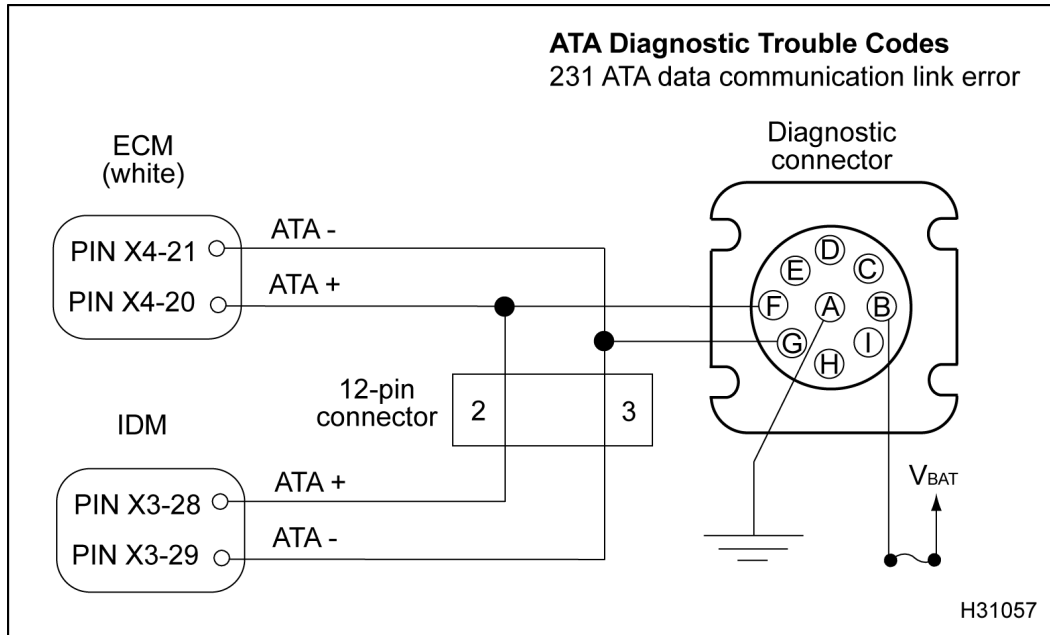 ATA Diagnostic Trouble Codes
231 ATA data communication link error
Diagnostic
connector
ECM
(white)
PIN X4-21
ATA -
PIN X4-20
ATA +
D
E
C
F
A
B
G
I
H
12-pin
connector
2
3
IDM
PIN X3-28
ATA +
PIN X3-29
ATA -
VBAT
H31057